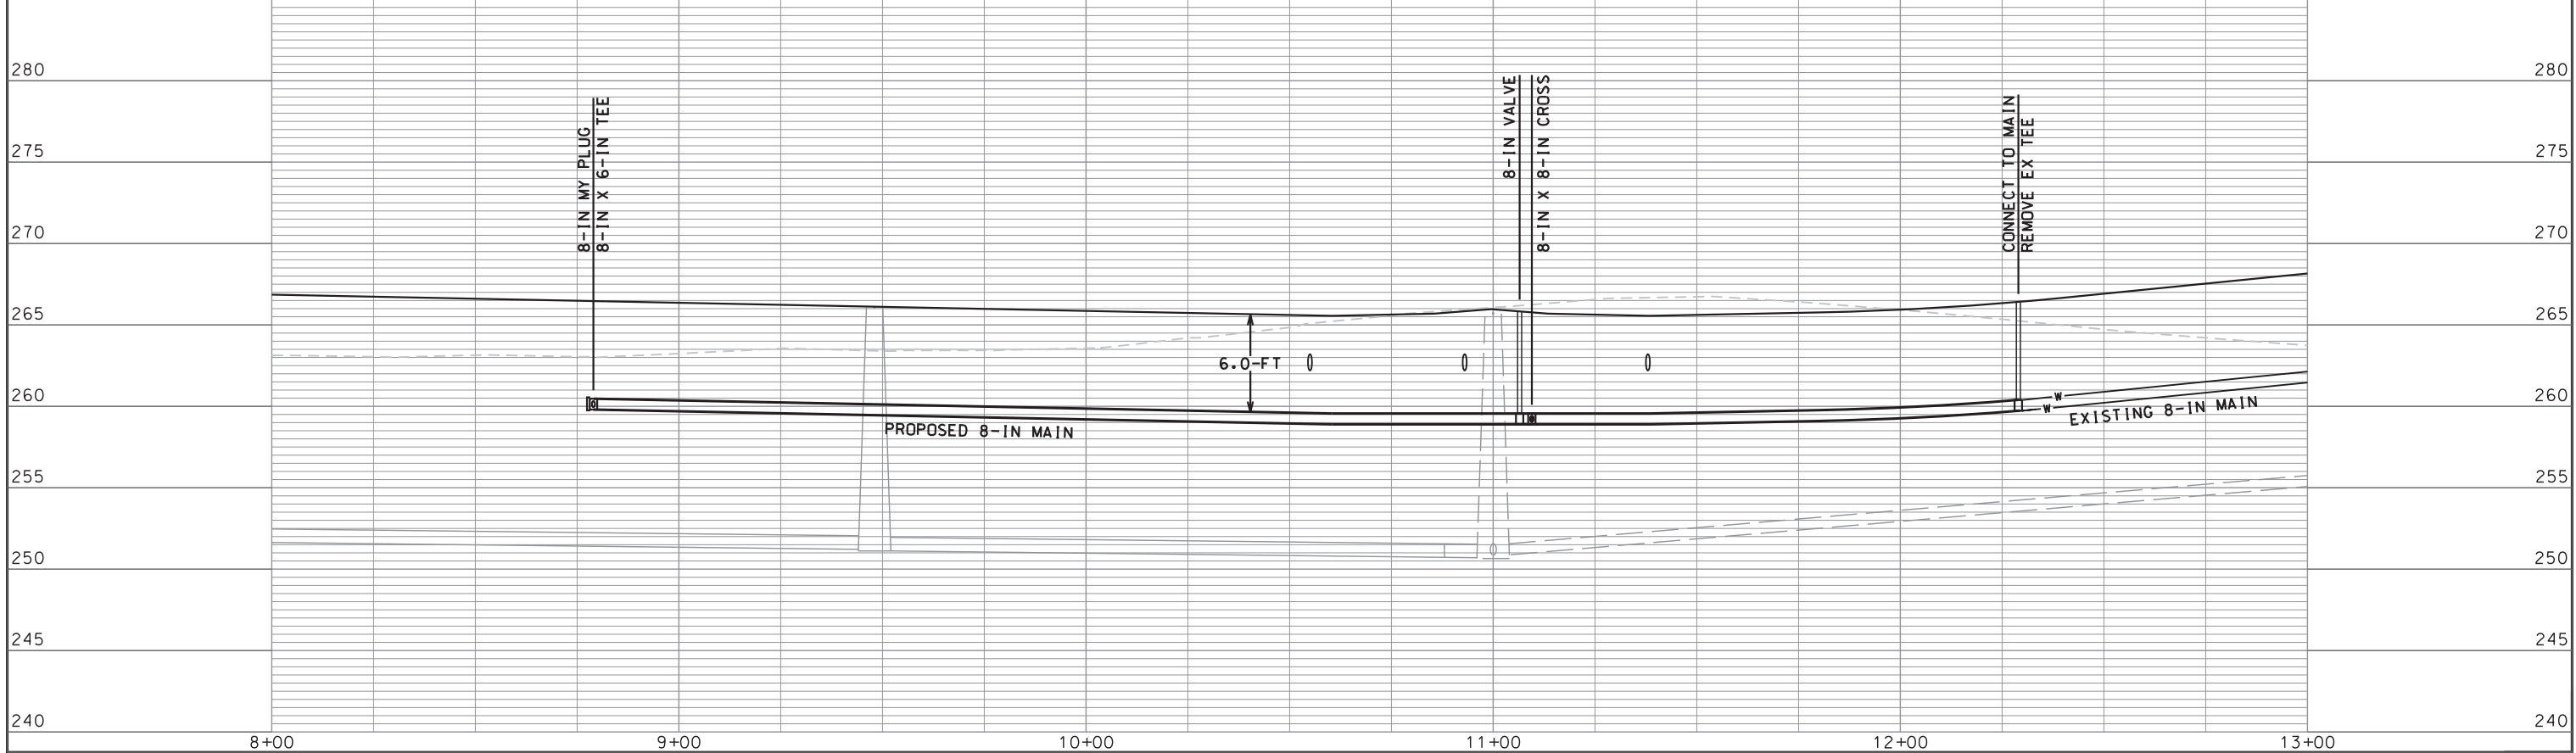 280
280
8-IN MY PLUG
8-IN X 6-IN TEE
8-IN VALVE
8-IN X 8-IN CROSS
CONNECT TO MAIN
REMOVE EX TEE
275
275
270
270
265
265
6.0-FT
260
260
W
W
EXISTING 8-IN MAIN
PROPOSED 8-IN MAIN
255
255
250
250
245
245
240
240
8+00
9+00
10+00
11+00
12+00
13+00